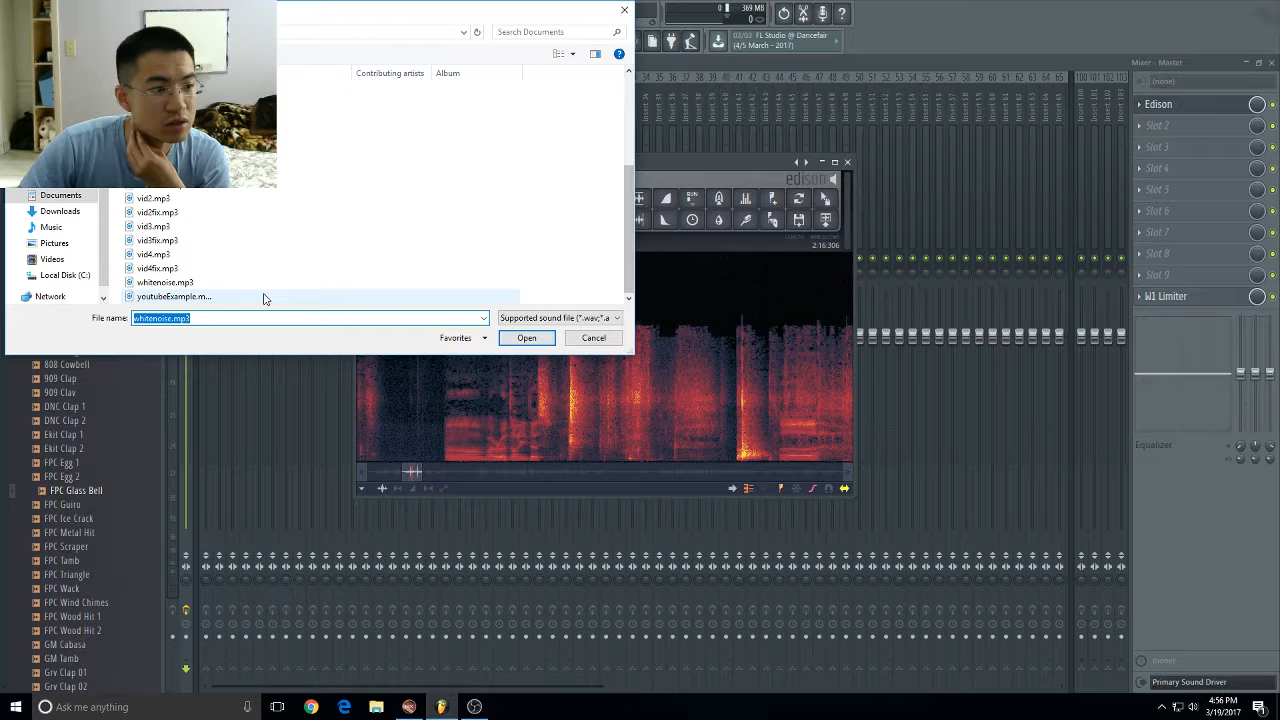 Search Documents
369 MB
0
03/03 FL Studio @ Dancefair
(4/5 March - 2017)
Mixer - Master
Contributing artists
Album
(none)
Edison
Slot 2
Slot 3
Slot 4
Slot 5
Slot 6
Slot 7
Slot 8
Slot 9
W1 Limiter
edison
2:16:306
Documents
Downloads
Music
Pictures
Videos
Local Disk (C:)
Network
vid2.mp3
vid2fix.mp3
vid3.mp3
vid3fix.mp3
vid4.mp3
vid4fix.mp3
whitenoise.mp3
youtubeExample.m...
File name:
whitenoise.mp3
Supported sound file (*.wav;*.a
Favorites
Open
Cancel
808 Cowbell
909 Clap
909 Clav
DNC Clap 1
DNC Clap 2
Ekit Clap 1
Ekit Clap 2
FPC Egg 1
FPC Egg 2
FPC Glass Bell
FPC Guiro
FPC Ice Crack
FPC Metal Hit
FPC Scraper
FPC Tamb
FPC Triangle
FPC Wack
FPC Wind Chimes
FPC Wood Hit 1
FPC Wood Hit 2
GM Cabasa
GM Tamb
Grv Clap 01
Grv Clap 02
Equalizer
(none)
Primary Sound Driver
Ask me anything
4:56 PM
3/19/2017